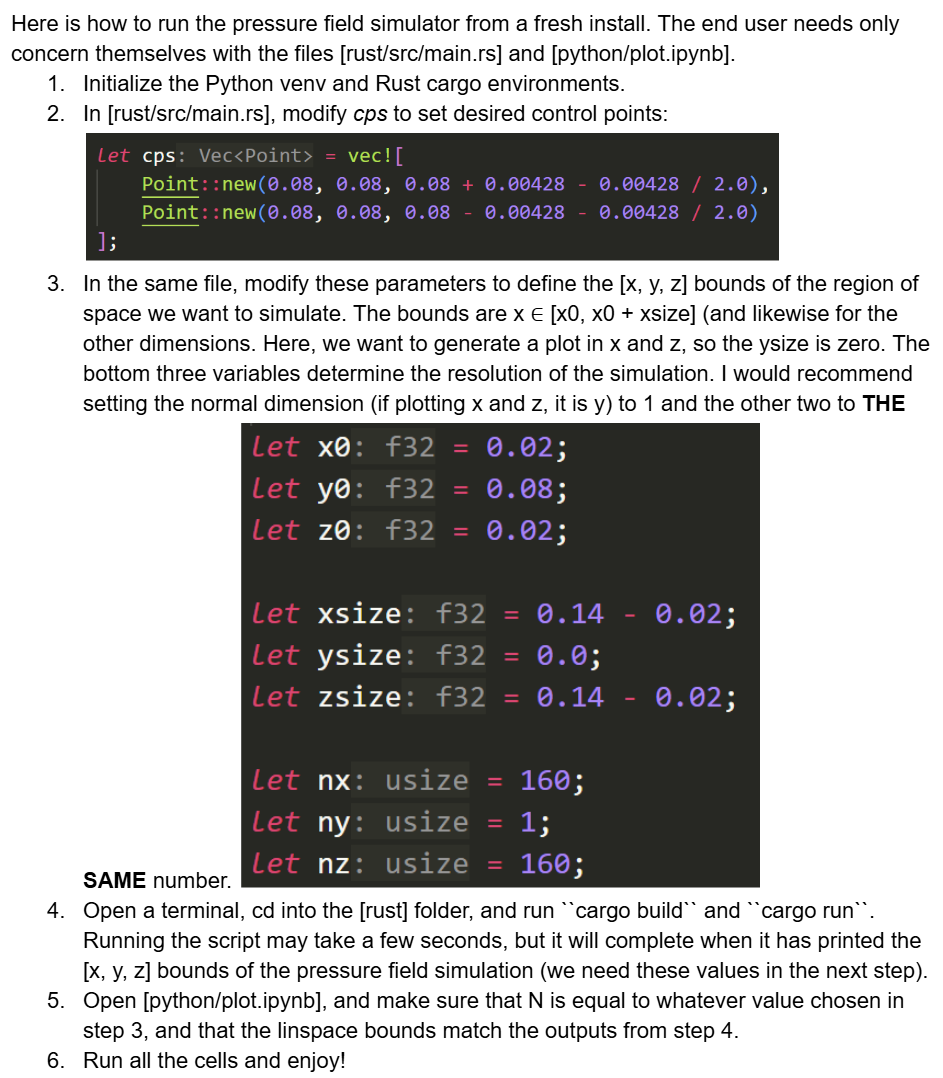 Here is how to run the pressure field simulator from a fresh install. The end user needs only
concern themselves with the files [rust/src/main.rs] and [python/plot.ipynb].
1. Initialize the Python venv and Rust cargo environments.
2. In [rust/src/main.rs], modify cps to set desired control points:
let cps: Vec<Point> = vec![
Point::new(0.08, 0.08, 0.08 + 0.00428 - 0.00428 / 2.0),
Point::new(0.08, 0.08, 0.08 - 0.00428 - 0.00428 / 2.0)
];
3. In the same file, modify these parameters to define the [x, y, z] bounds of the region of
space we want to simulate. The bounds are x ∈ [x0, x0 + xsize] (and likewise for the
other dimensions. Here, we want to generate a plot in x and z, so the ysize is zero. The
bottom three variables determine the resolution of the simulation. I would recommend
setting the normal dimension (if plotting x and z, it is y) to 1 and the other two to THE
let x0: f32 = 0.02;
let y0: f32 = 0.08;
let z0: f32 = 0.02;
let xsize: f32 = 0.14 - 0.02;
let ysize: f32 = 0.0;
let zsize: f32 = 0.14 - 0.02;
let nx: usize = 160;
let ny: usize = 1;
let nz: usize = 160;
SAME number.
4. Open a terminal, cd into the [rust] folder, and run ``cargo build`` and ``cargo run``.
Running the script may take a few seconds, but it will complete when it has printed the
[x, y, z] bounds of the pressure field simulation (we need these values in the next step).
5. Open [python/plot.ipynb], and make sure that N is equal to whatever value chosen in
step 3, and that the linspace bounds match the outputs from step 4.
6. Run all the cells and enjoy!